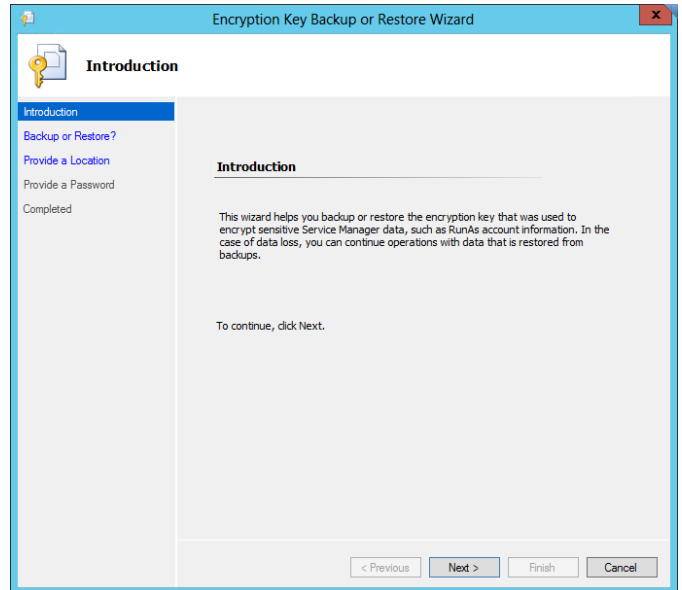 Encryption Key Backup or Restore Wizard
x
Introduction
Introduction
Backup or Restore?
Provide a Location
Provide a Password
Completed
Introduction
This wizard helps you backup or restore the encryption key that was used to
encrypt sensitive Service Manager data, such as RunAs account information. In the
case of data loss, you can continue operations with data that is restored from
backups.
To continue, click Next.
< Previous Next > Finish Cancel